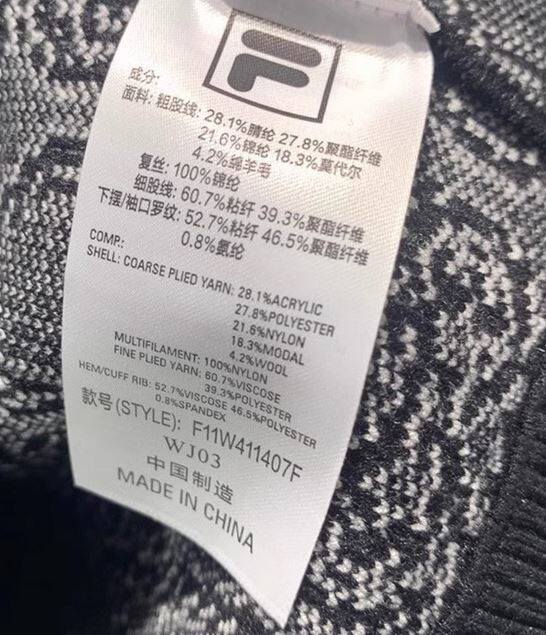 F
成分:
面料: 粗股线: 28.1%腈纶 27.8%聚酯纤维
21.6%锦纶 18.3%莫代尔
4.2%绵羊毛
复丝: 100%锦纶
细股线: 60.7%粘纤 39.3%聚酯纤维
下摆/袖口罗纹: 52.7%粘纤 46.5%聚酯纤维
0.8%氨纶
COMP.:
SHELL: COARSE PLIED YARN: 28.1%ACRYLIC
27.8%POLYESTER
21.6%NYLON
18.3%MODAL
4.2%WOOL
MULTIFILAMENT: 100%NYLON
FINE PLIED YARN: 60.7%VISCOSE
39.3%POLYESTER
HEM/CUFF RIB: 52.7%VISCOSE 46.5%POLYESTER
0.8%SPANDEX
款号(STYLE): F11W411407F
WJ03
中国制造
MADE IN CHINA